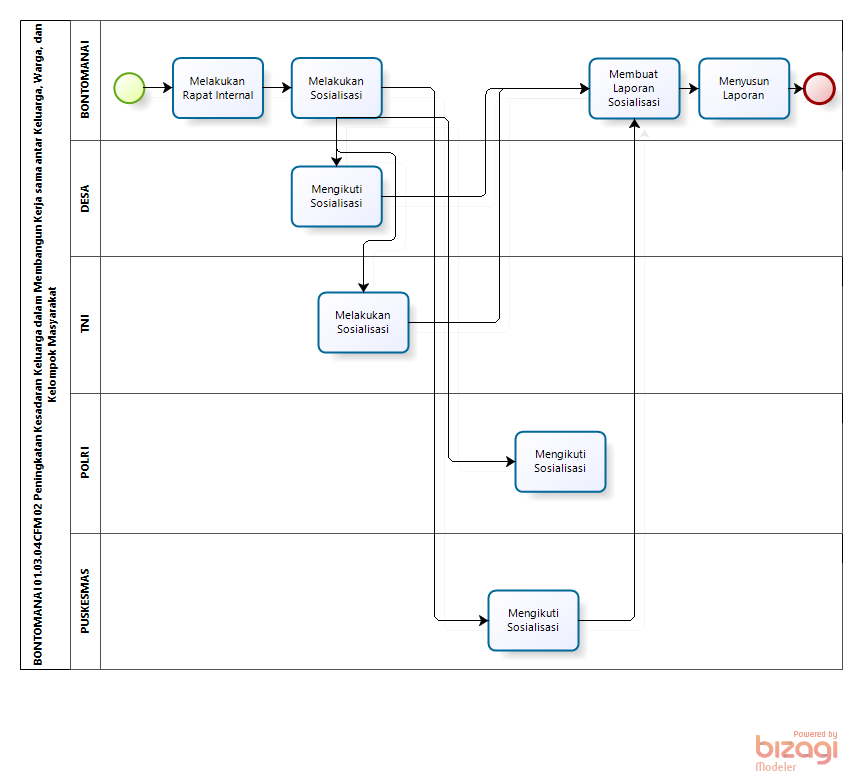 BONTOMANAI 01.03.04CFM 02 Peningkatan Kesadaran Keluarga dalam Membangun Kerja sama antar Keluarga, Warga, dan
Kelompok Masyarakat
BONTOMANAI
Melakukan
Rapat Internal
Melakukan
Sosialisasi
Membuat
Laporan
Sosialisasi
Menyusun
Laporan
DESA
Mengikuti
Sosialisasi
TNI
Melakukan
Sosialisasi
POLRI
Mengikuti
Sosialisasi
PUSKESMAS
Mengikuti
Sosialisasi
Powered by
bizagi
Modeler